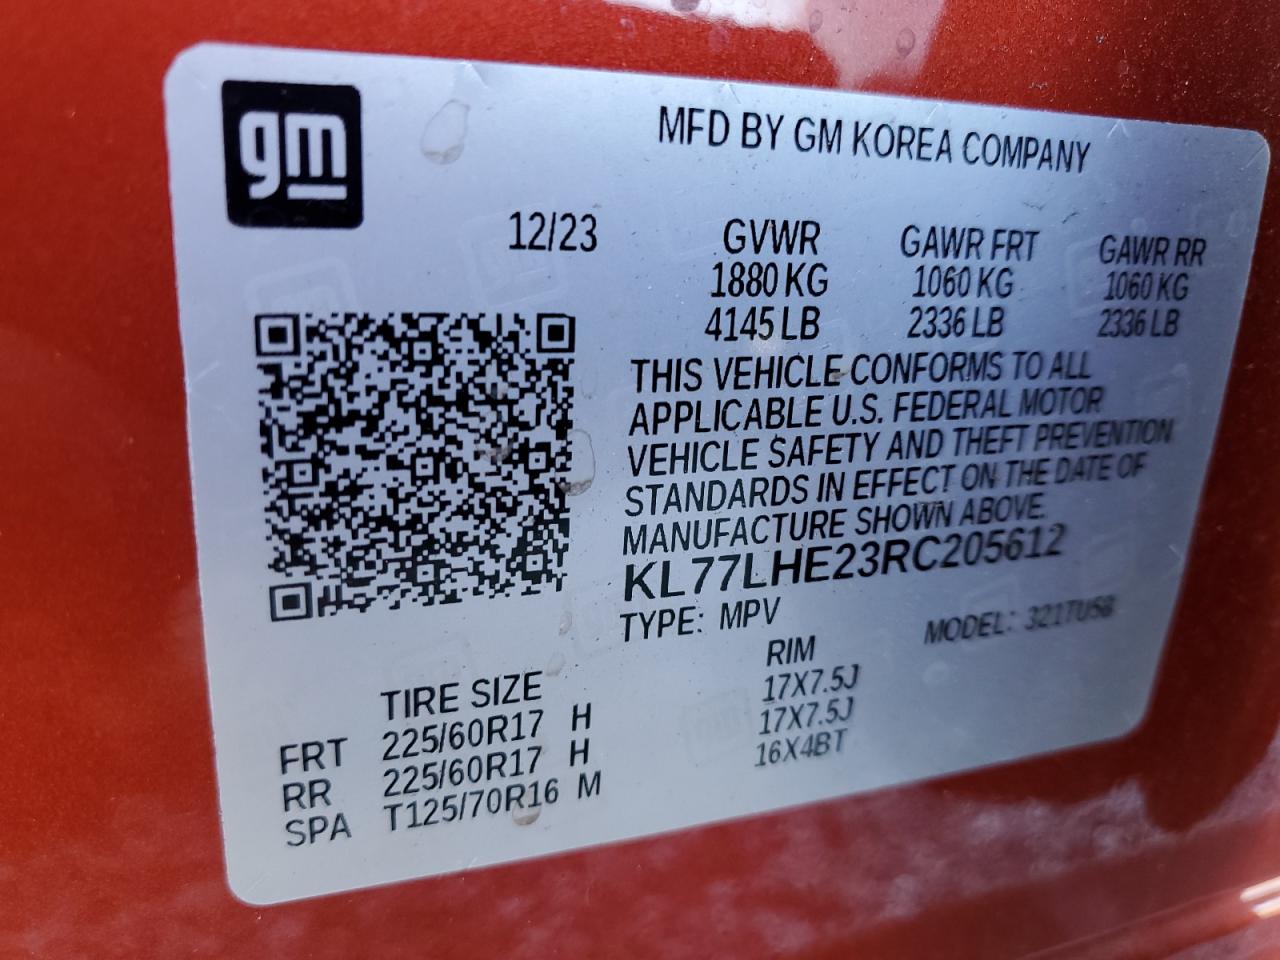 gm
MFD BY GM KOREA COMPANY
12/23 GVWR GAWR FRT GAWR RR
1880 KG 1060 KG 1060 KG
4145 LB 2336 LB 2336 LB
THIS VEHICLE CONFORMS TO ALL
APPLICABLE U.S. FEDERAL MOTOR
VEHICLE SAFETY AND THEFT PREVENTION
STANDARDS IN EFFECT ON THE DATE OF
MANUFACTURE SHOWN ABOVE.
KL77LHE23RC205612
TYPE: MPV MODEL: 321TUSB
TIRE SIZE RIM
FRT 225/60R17 H 17X7.5J
RR 225/60R17 H 17X7.5J
SPA T125/70R16 M 16X4BT